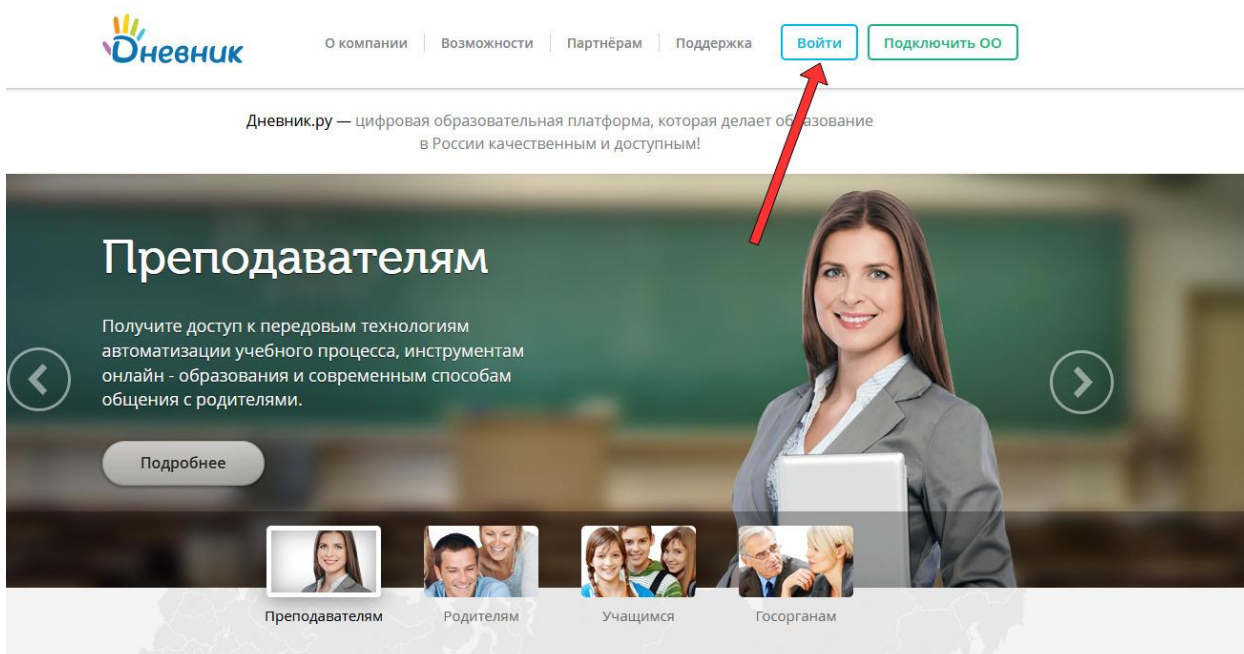 Дневник
О компании
Возможности
Партнёрам
Поддержка
Войти
Подключить ОО
Дневник.ру — цифровая образовательная платформа, которая делает образование
в России качественным и доступным!
Преподавателям
Получите доступ к передовым технологиям
автоматизации учебного процесса, инструментам
онлайн - образования и современным способам
общения с родителями.
Подробнее
Преподавателям
Родителям
Учащимся
Госорганам